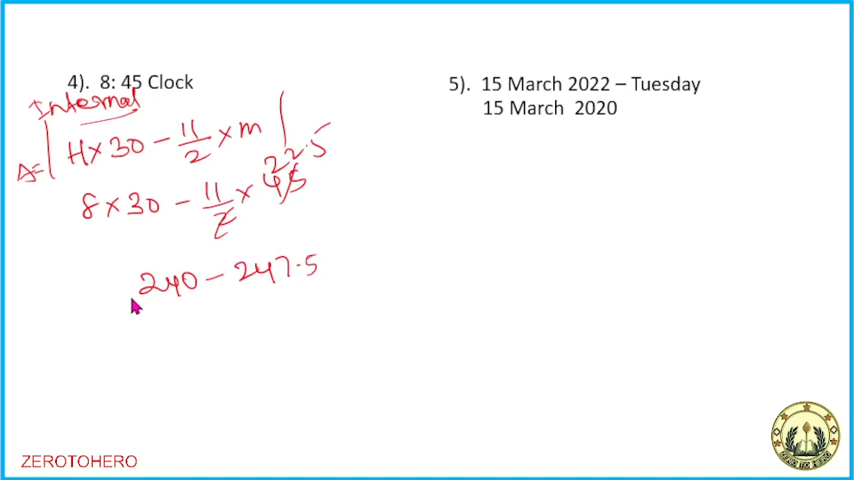 4). 8: 45 Clock
Internal
A= | H×30 − 11/2 × m |
22.5
8 × 30 − 11/2 × 45
240 − 247.5
5). 15 March 2022 – Tuesday
15 March 2020
ZEROTOHERO